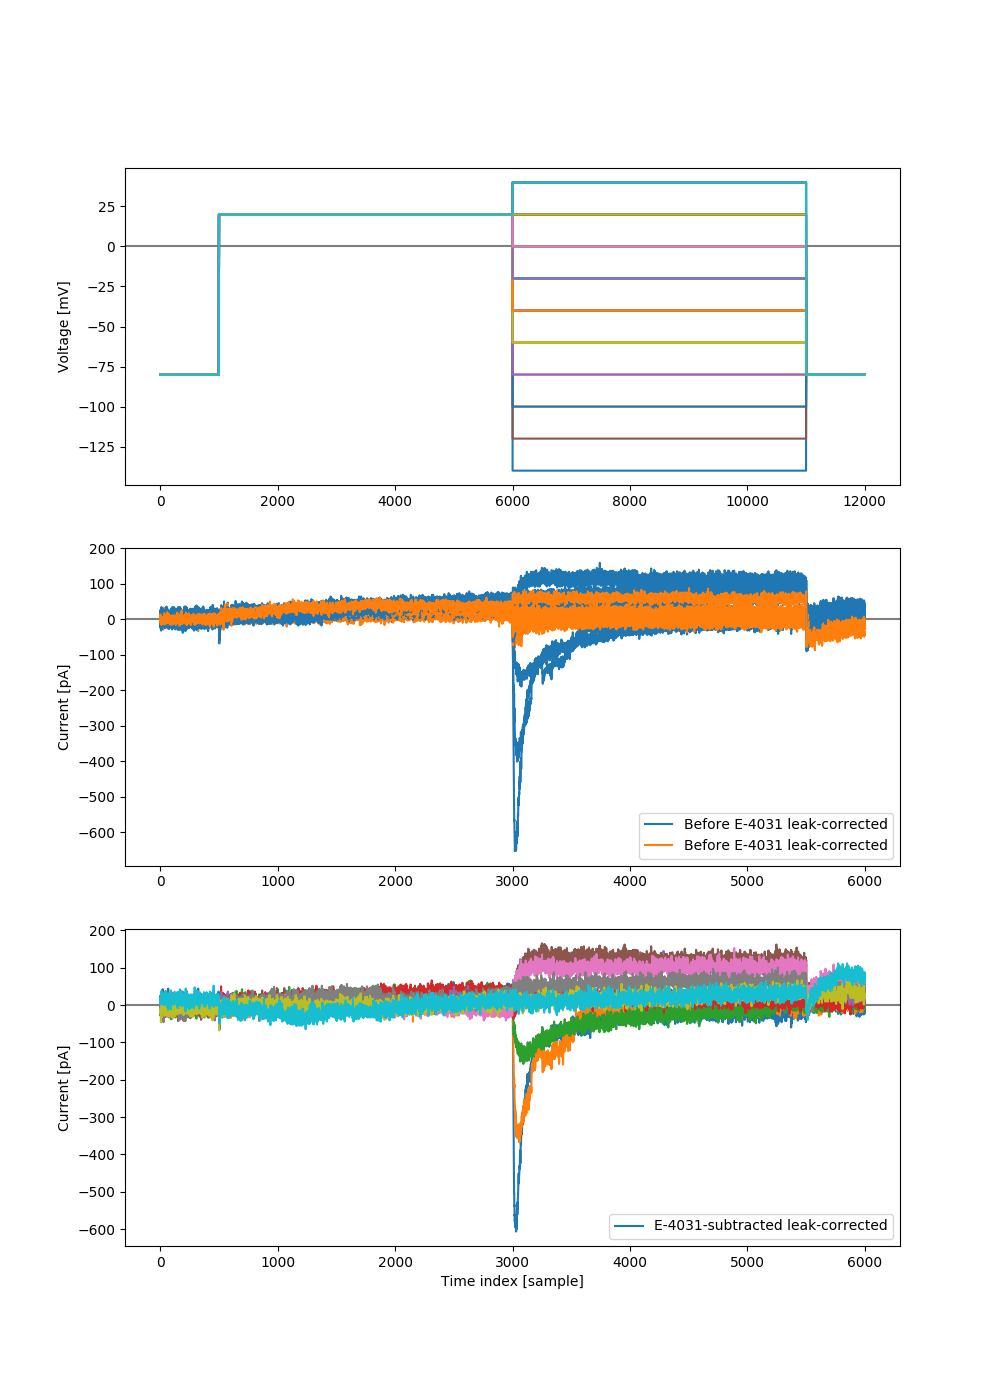 25
0
−25
−50
−75
−100
−125
Voltage [mV]
0 2000 4000 6000 8000 10000 12000
200
100
0
−100
−200
−300
−400
−500
−600
Current [pA]
Before E-4031 leak-corrected
Before E-4031 leak-corrected
0 1000 2000 3000 4000 5000 6000
200
100
0
−100
−200
−300
−400
−500
−600
Current [pA]
E-4031-subtracted leak-corrected
0 1000 2000 3000 4000 5000 6000
Time index [sample]